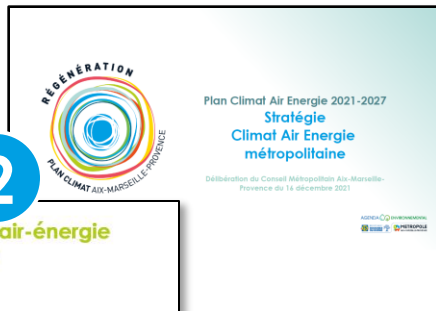 RÉGÉNÉRATION
PLAN CLIMAT AIX-MARSEILLE-PROVENCE
Plan Climat Air Energie 2021-2027
Stratégie
Climat Air Energie
métropolitaine
Délibération du Conseil Métropolitain Aix-Marseille-
Provence du 16 décembre 2021
AGENDA ENVIRONNEMENTAL
METROPOLE
2
air-énergie